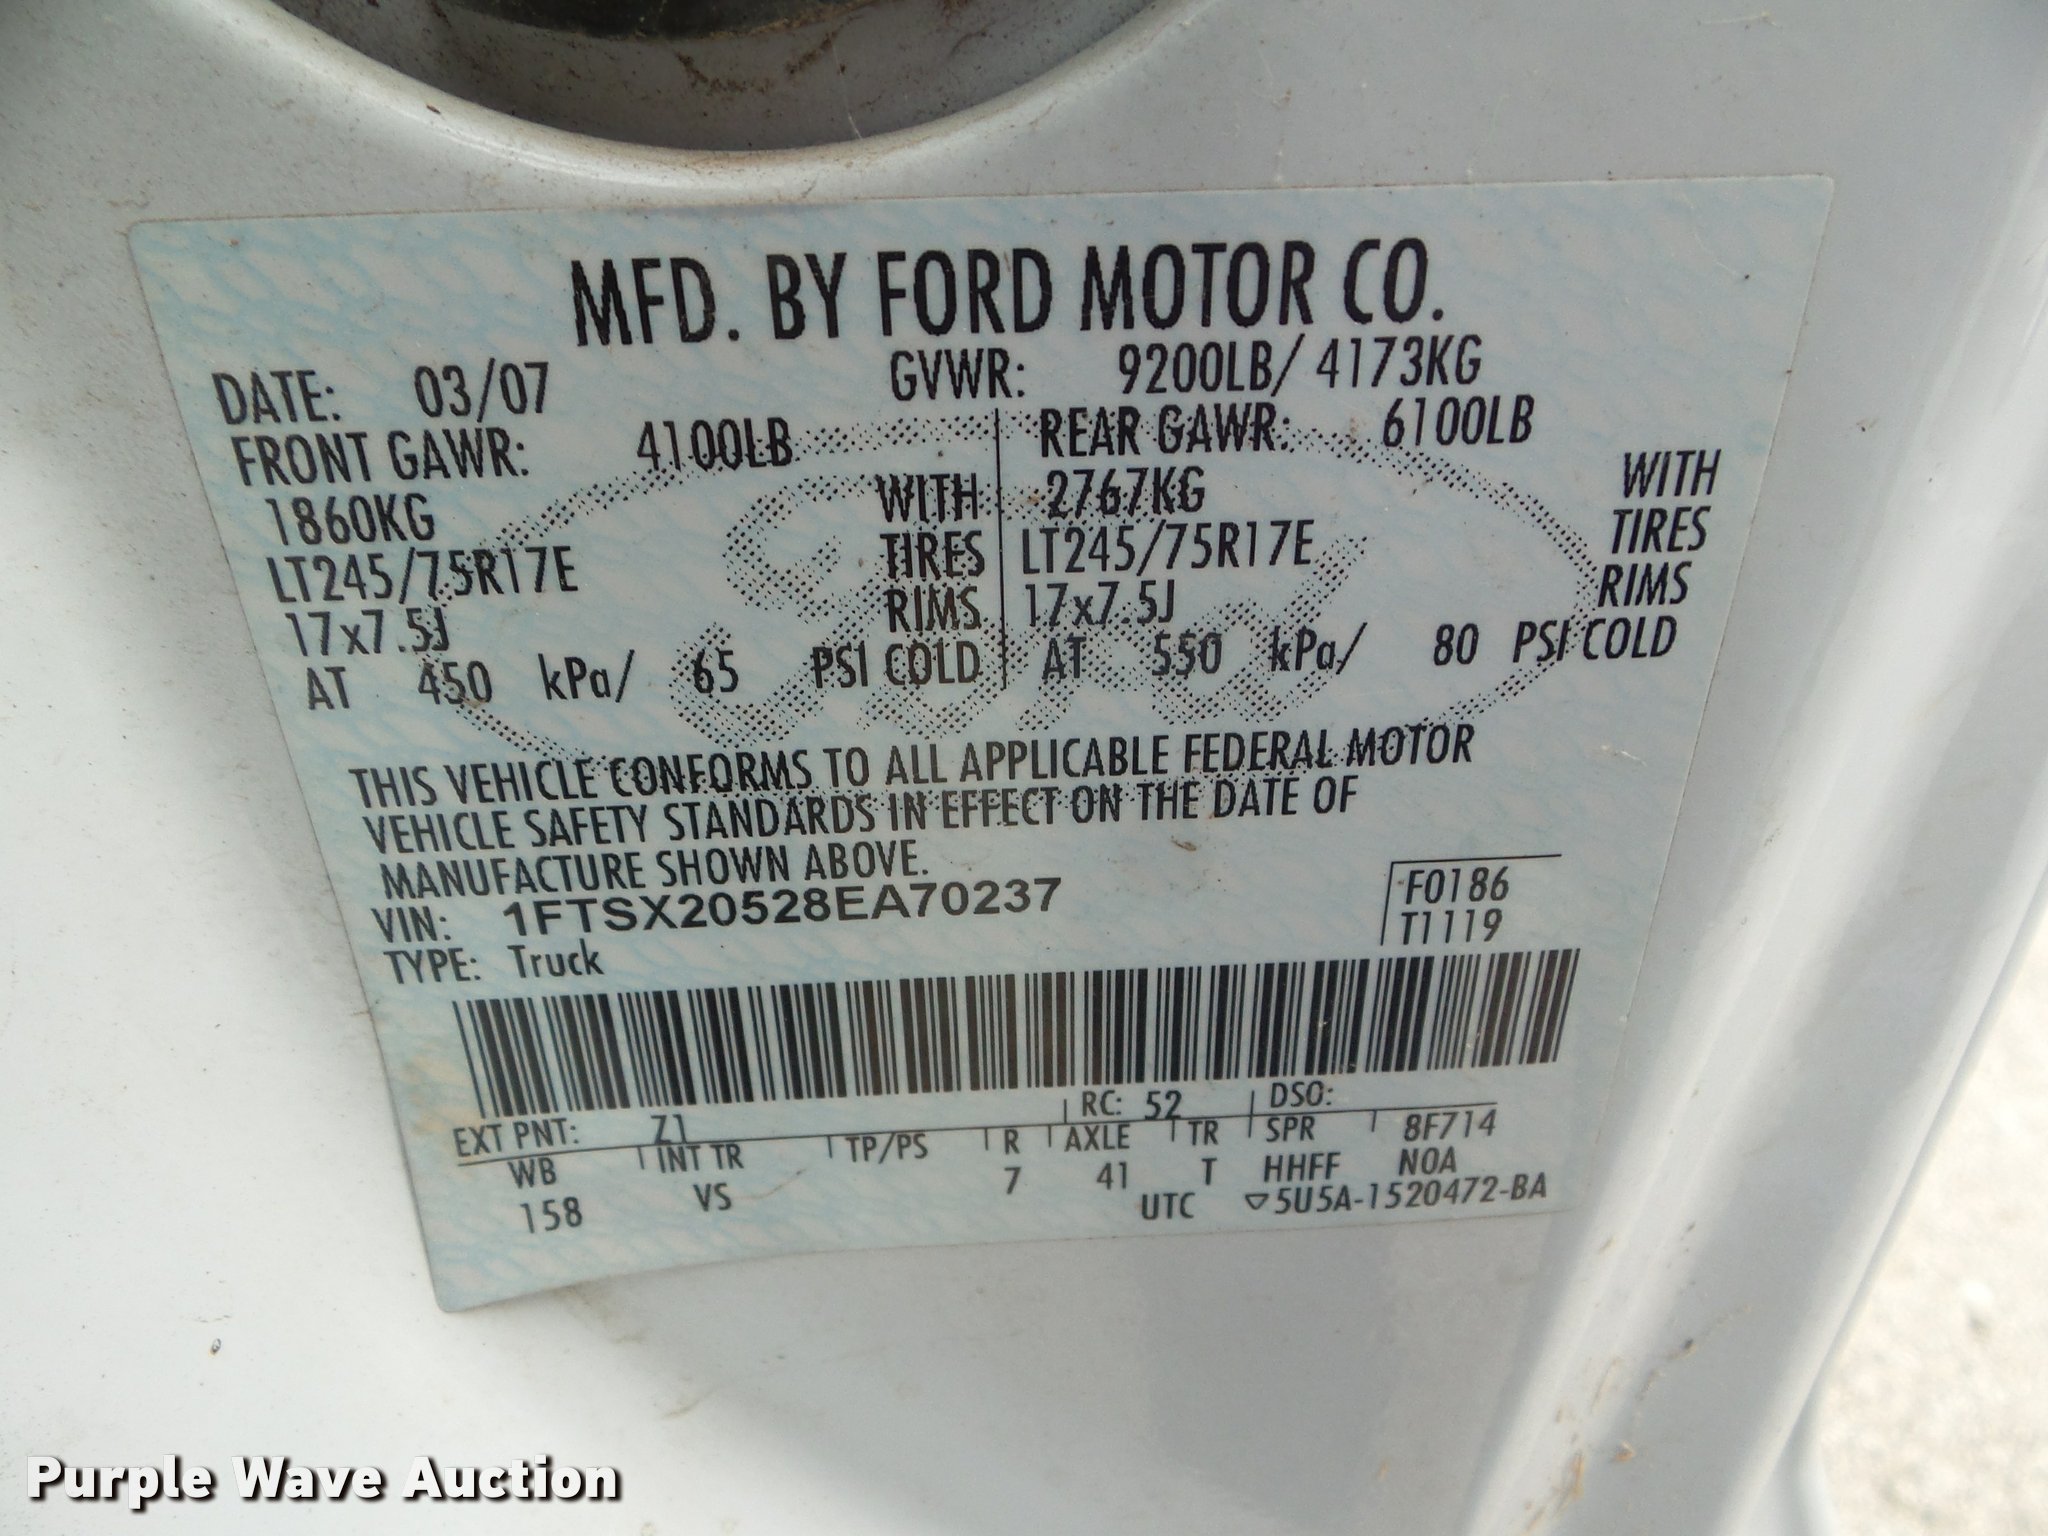 MFD. BY FORD MOTOR CO.
DATE: 03/07 GVWR: 9200LB/ 4173KG
FRONT GAWR: 4100LB REAR GAWR: 6100LB
1860KG WITH 2767KG WITH
LT245/75R17E TIRES LT245/75R17E TIRES
17x7.5J RIMS 17x7.5J RIMS
AT 450 kPa/ 65 PSI COLD AT 550 kPa/ 80 PSI COLD
Ford
THIS VEHICLE CONFORMS TO ALL APPLICABLE FEDERAL MOTOR
VEHICLE SAFETY STANDARDS IN EFFECT ON THE DATE OF
MANUFACTURE SHOWN ABOVE.
VIN: 1FTSX20528EA70237 F0186
TYPE: Truck T1119
EXT PNT: Z1 RC: 52 DSO:
WB INT TR TP/PS R AXLE TR SPR 8F714
158 VS 7 41 T HHFF NOA
UTC ▽5U5A-1520472-BA
Purple Wave Auction